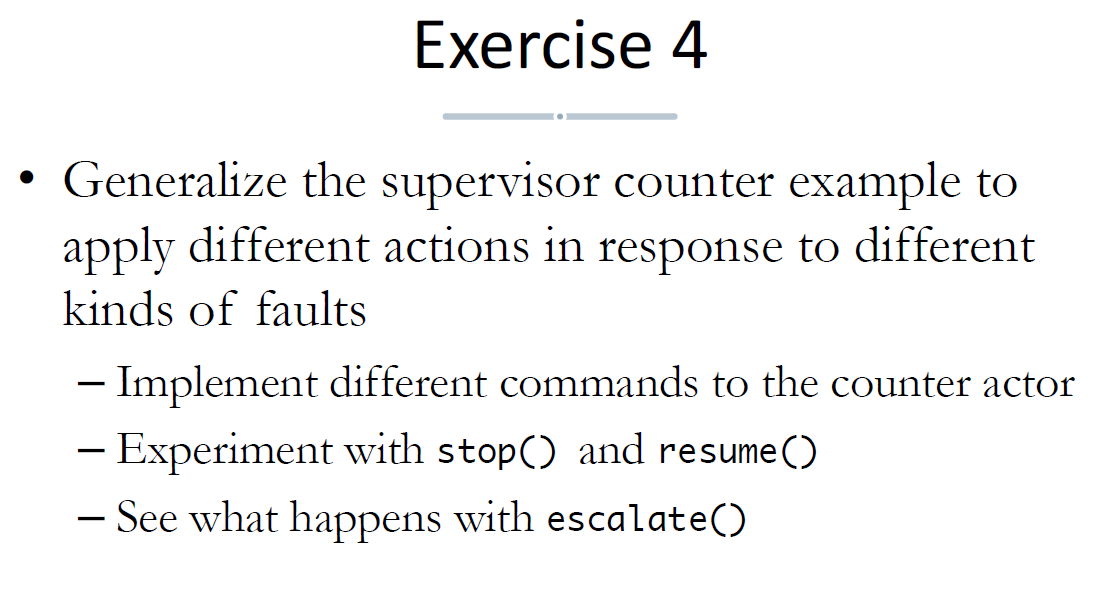 Exercise 4
• Generalize the supervisor counter example to
apply different actions in response to different
kinds of faults
– Implement different commands to the counter actor
– Experiment with stop() and resume()
– See what happens with escalate()